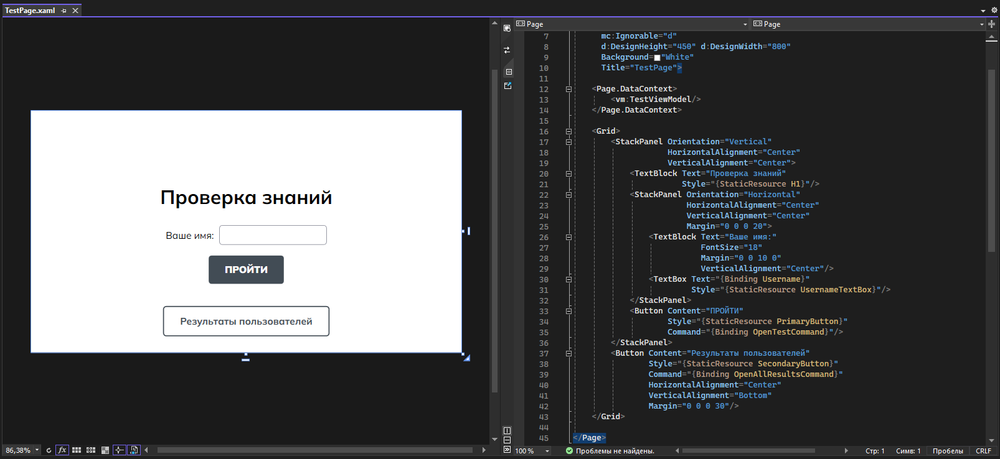 TestPage.xaml
Проверка знаний
Ваше имя:
ПРОЙТИ
Результаты пользователей
86,38%
fx
Page
Page
7 mc:Ignorable="d"
8 d:DesignHeight="450" d:DesignWidth="800"
9 Background="White"
10 Title="TestPage">
11
12 <Page.DataContext>
13 <vm:TestViewModel/>
14 </Page.DataContext>
15
16 <Grid>
17 <StackPanel Orientation="Vertical"
18 HorizontalAlignment="Center"
19 VerticalAlignment="Center">
20 <TextBlock Text="Проверка знаний"
21 Style="{StaticResource H1}"/>
22 <StackPanel Orientation="Horizontal"
23 HorizontalAlignment="Center"
24 VerticalAlignment="Center"
25 Margin="0 0 0 20">
26 <TextBlock Text="Ваше имя:"
27 FontSize="18"
28 Margin="0 0 10 0"
29 VerticalAlignment="Center"/>
30 <TextBox Text="{Binding Username}"
31 Style="{StaticResource UsernameTextBox}"/>
32 </StackPanel>
33 <Button Content="ПРОЙТИ"
34 Style="{StaticResource PrimaryButton}"
35 Command="{Binding OpenTestCommand}"/>
36 </StackPanel>
37 <Button Content="Результаты пользователей"
38 Style="{StaticResource SecondaryButton}"
39 Command="{Binding OpenAllResultsCommand}"
40 HorizontalAlignment="Center"
41 VerticalAlignment="Bottom"
42 Margin="0 0 0 30"/>
43 </Grid>
44
45 </Page>
100 % Проблемы не найдены. Стр: 1 Симв: 1 Пробелы CRLF